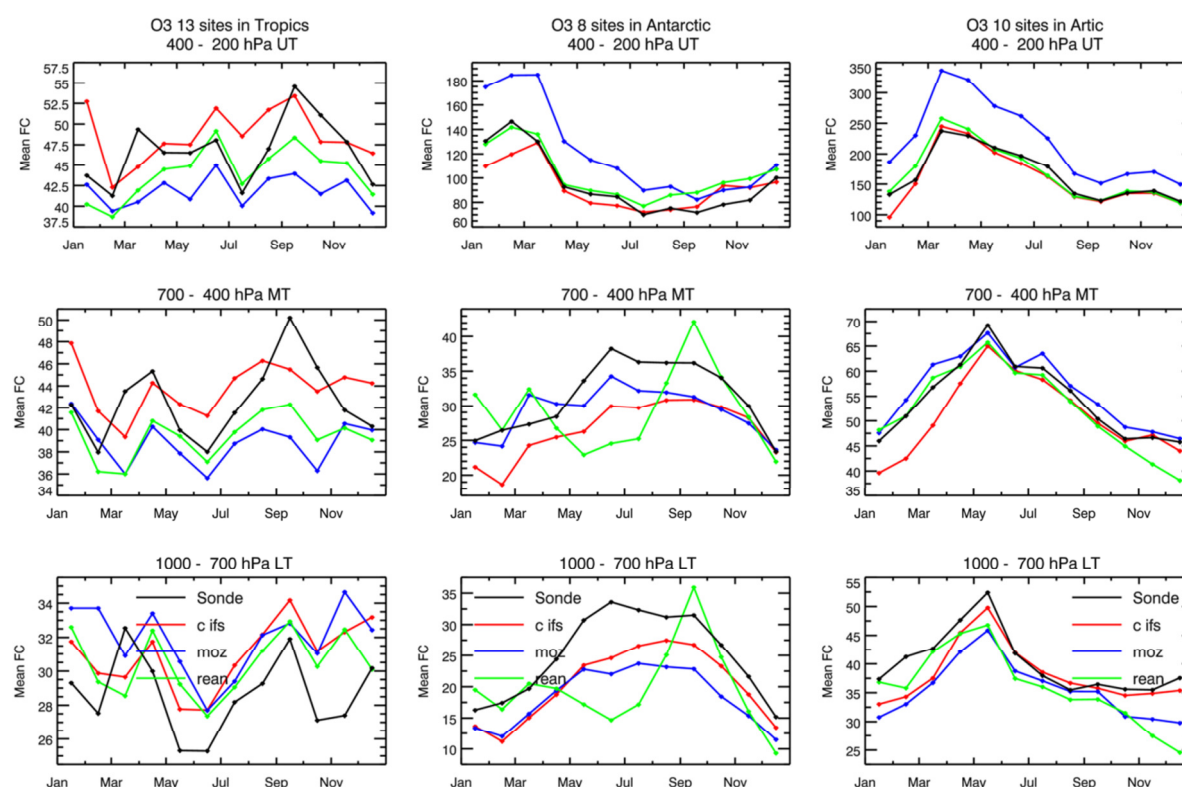 O3 13 sites in Tropics
400 - 200 hPa UT
57.5
55
52.5
50
47.5
45
42.5
40
37.5
Mean FC
Jan Mar May Jul Sep Nov
O3 8 sites in Antarctic
400 - 200 hPa UT
180
160
140
120
100
80
60
Mean FC
Jan Mar May Jul Sep Nov
O3 10 sites in Artic
400 - 200 hPa UT
350
300
250
200
150
100
Mean FC
Jan Mar May Jul Sep Nov
700 - 400 hPa MT
50
48
46
44
42
40
38
36
34
Mean FC
Jan Mar May Jul Sep Nov
700 - 400 hPa MT
40
35
30
25
20
Mean FC
Jan Mar May Jul Sep Nov
700 - 400 hPa MT
70
65
60
55
50
45
40
35
Mean FC
Jan Mar May Jul Sep Nov
1000 - 700 hPa LT
34
32
30
28
26
Mean FC
Sonde
c ifs
moz
rean
Jan Mar May Jul Sep Nov
1000 - 700 hPa LT
35
30
25
20
15
10
Mean FC
Sonde
c ifs
moz
rean
Jan Mar May Jul Sep Nov
1000 - 700 hPa LT
55
50
45
40
35
30
25
Mean FC
Sonde
c ifs
moz
rean
Jan Mar May Jul Sep Nov